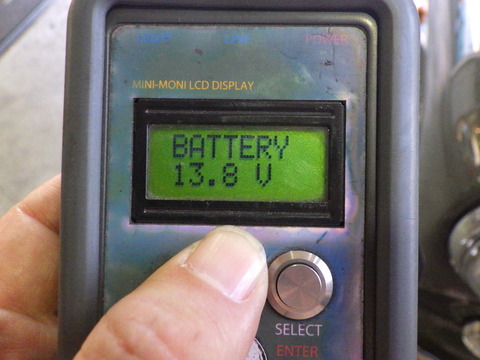 POWER
MINI-MONI LCD DISPLAY
BATTERY
13.8 V
SELECT
ENTER